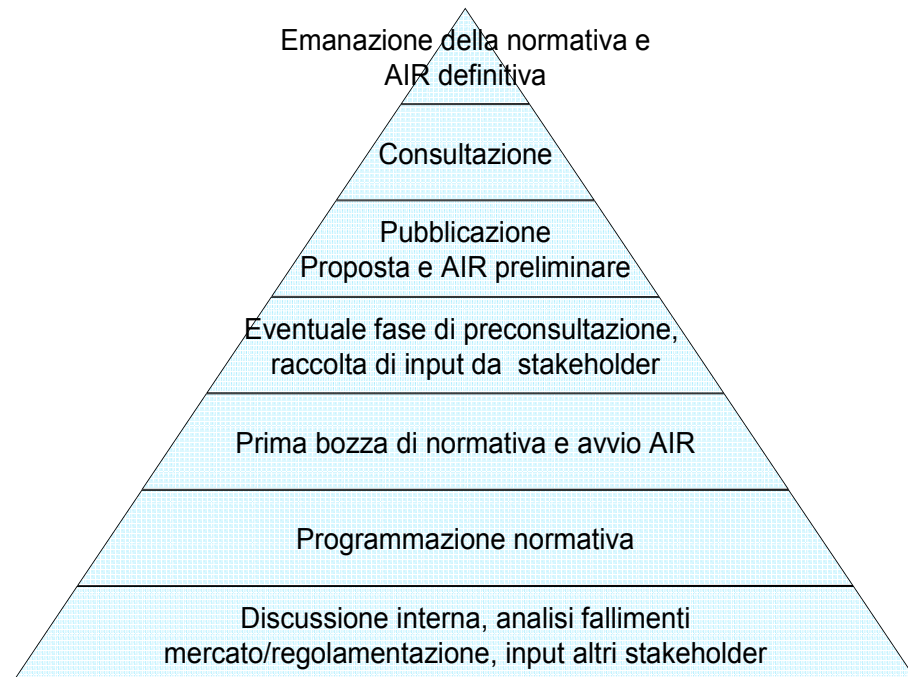 Emanazione della normativa e
AIR definitiva
Consultazione
Pubblicazione
Proposta e AIR preliminare
Eventuale fase di preconsultazione,
raccolta di input da stakeholder
Prima bozza di normativa e avvio AIR
Programmazione normativa
Discussione interna, analisi fallimenti
mercato/regolamentazione, input altri stakeholder